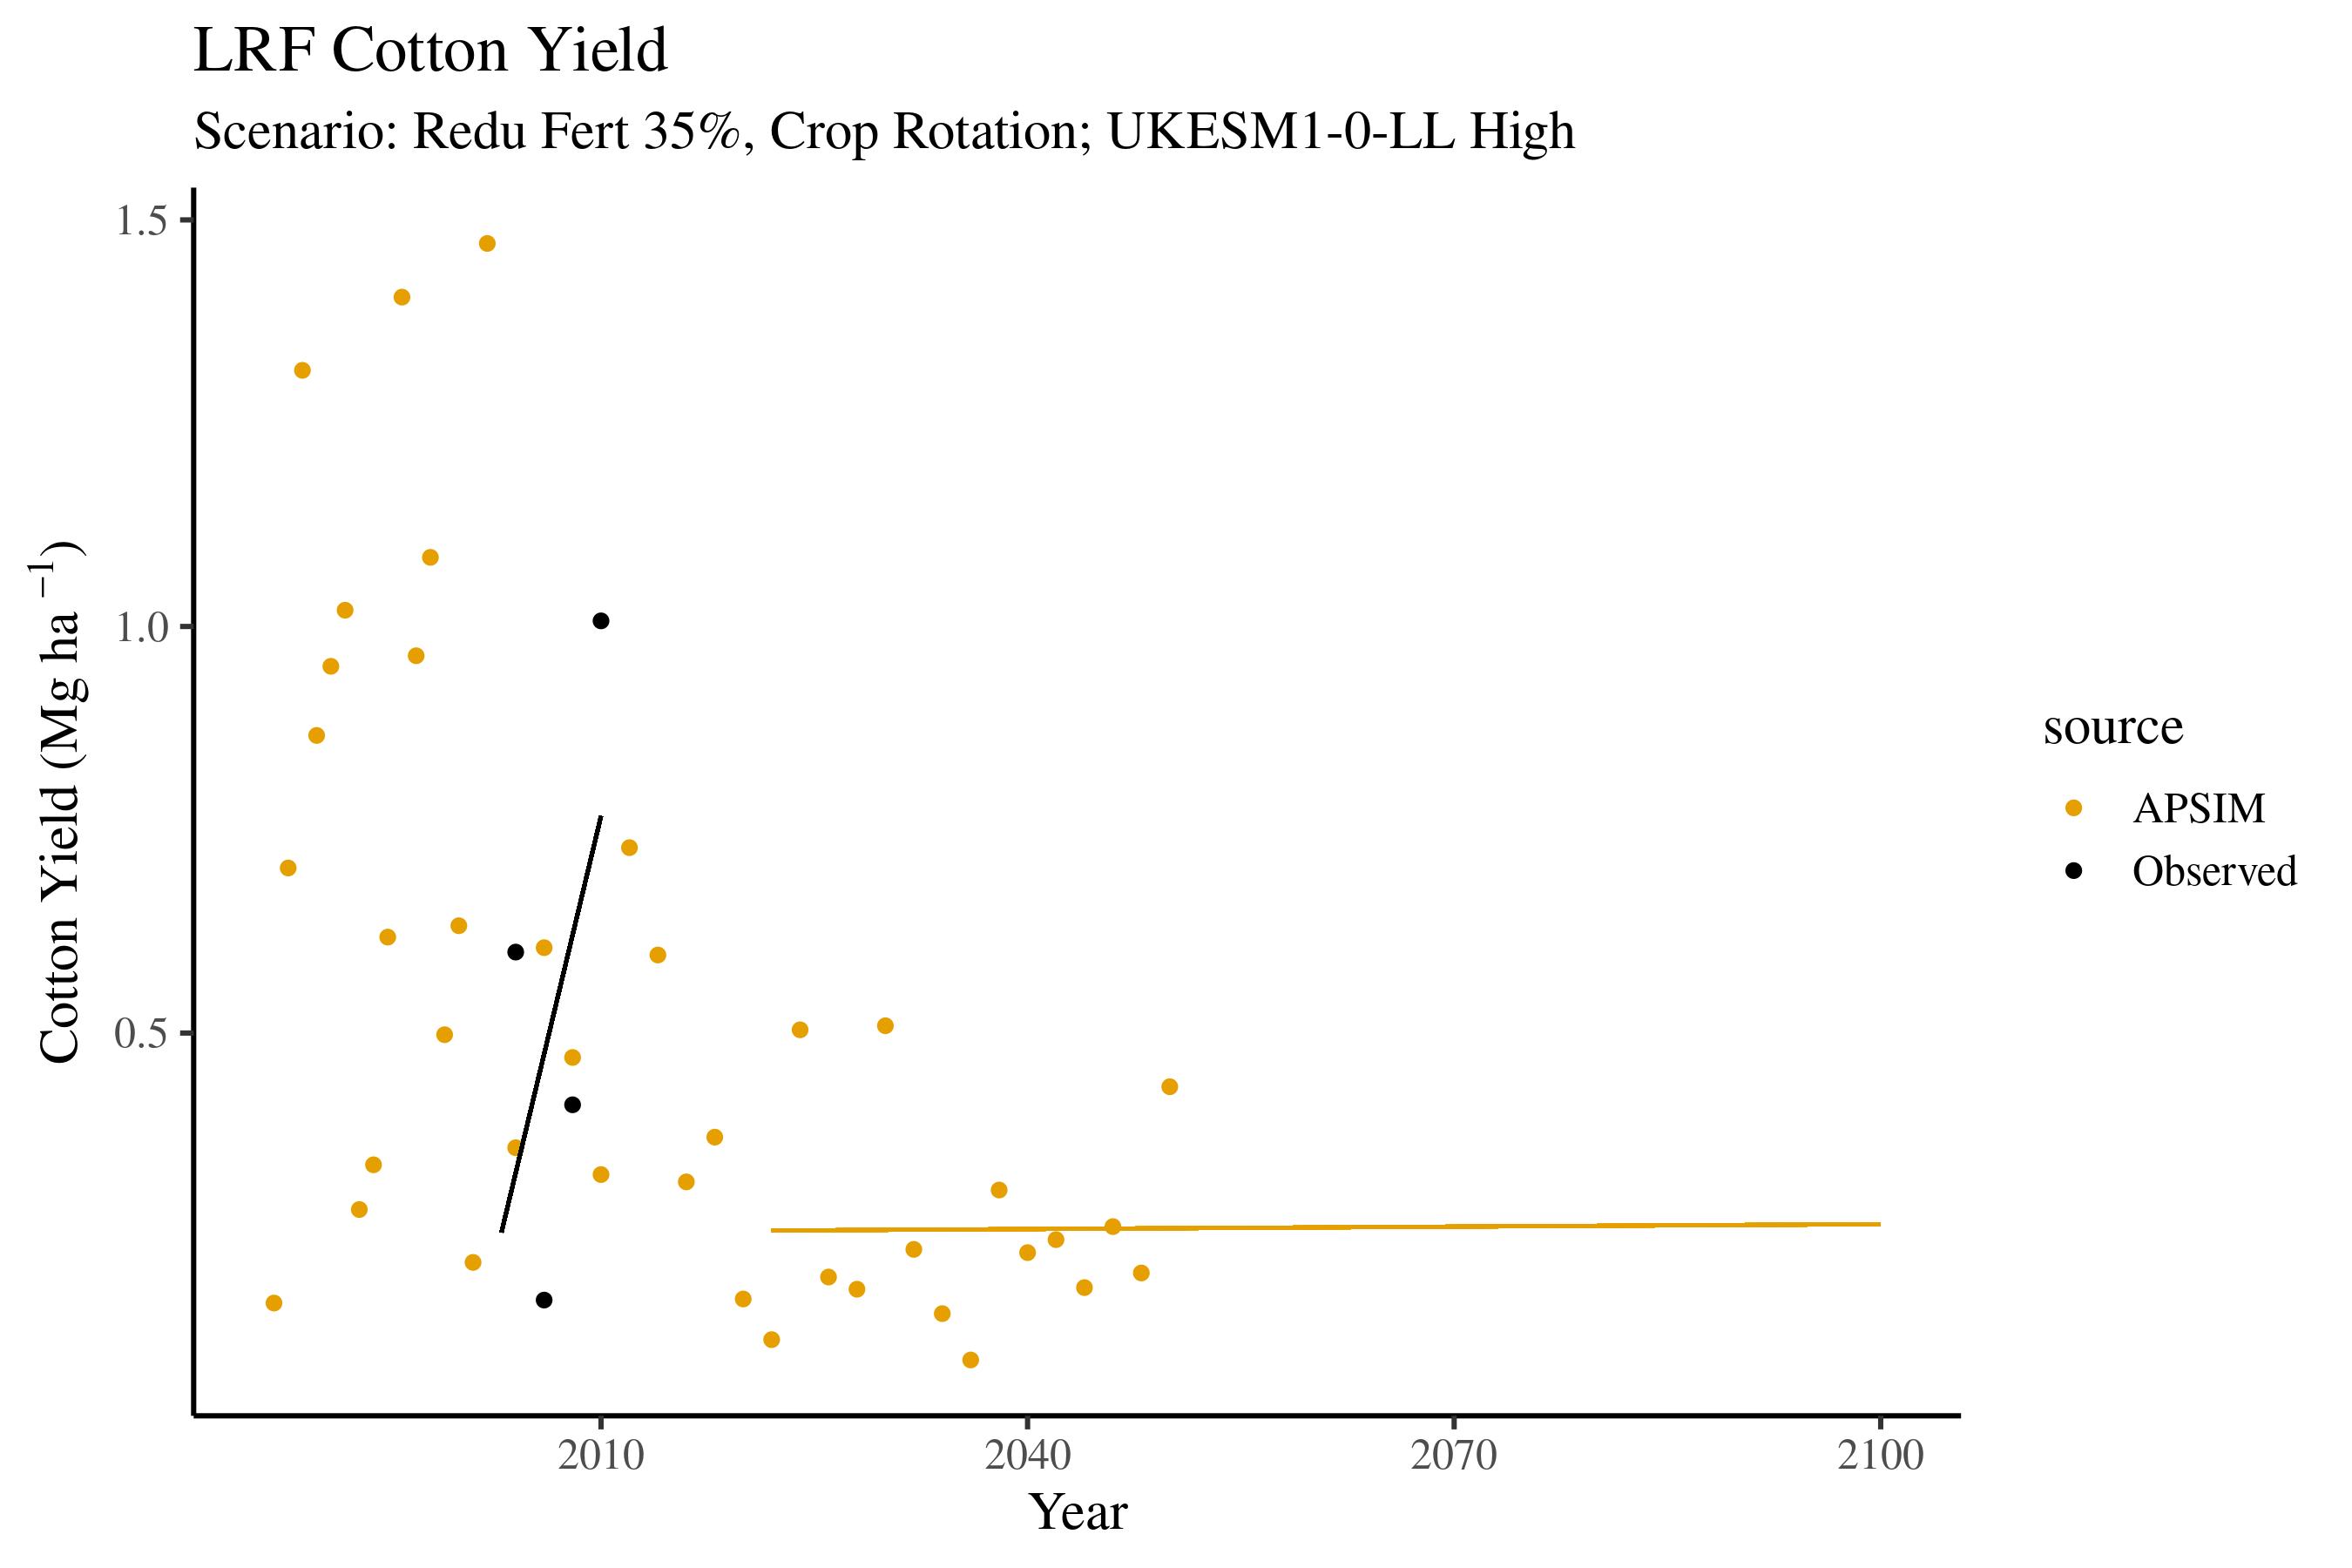 LRF Cotton Yield
Scenario: Redu Fert 35%, Crop Rotation; UKESM1-0-LL High
Cotton Yield (Mg ha ⁻¹)
1.5
1.0
0.5
2010
2040
2070
2100
Year
source
APSIM
Observed